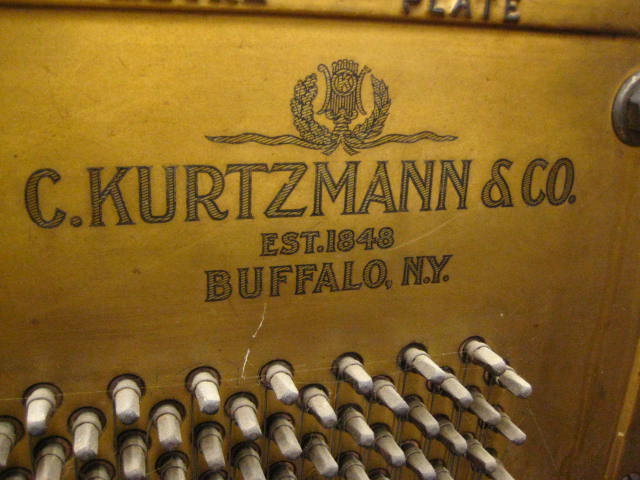 PLATE
C. KURTZMANN & CO.
EST. 1848
BUFFALO, N.Y.